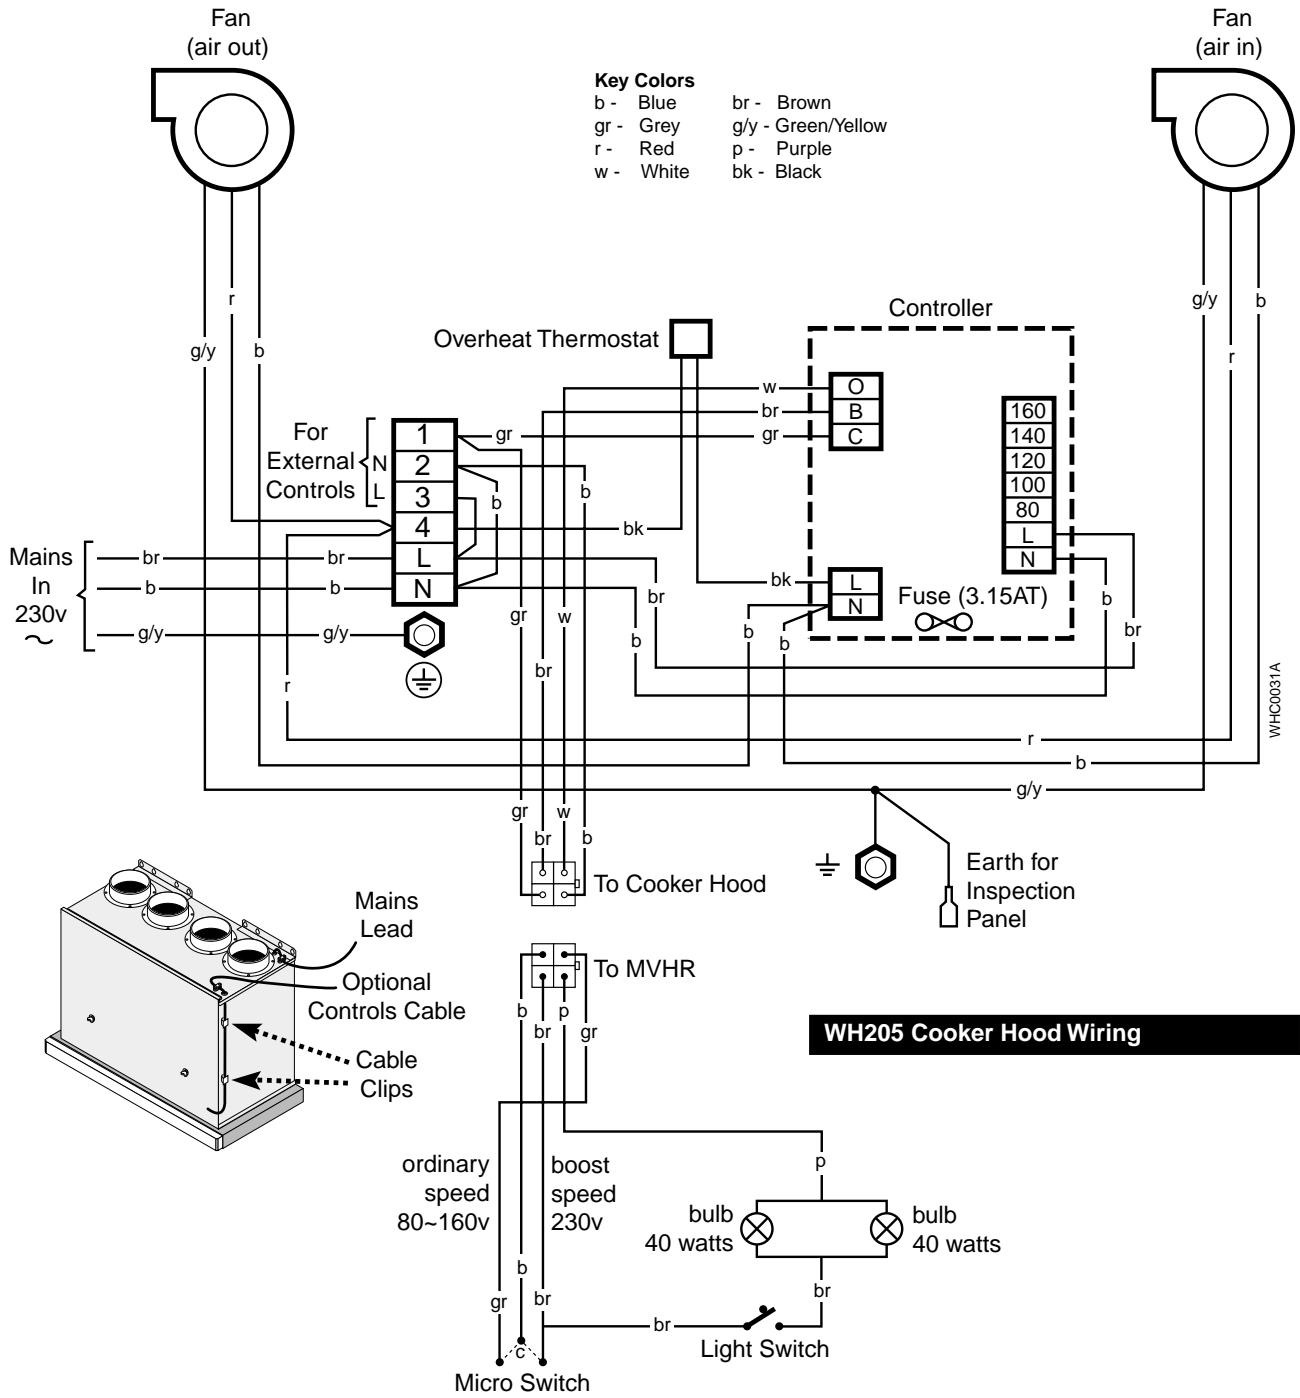 Fan
(air out)
Fan
(air in)
Key Colors
b - Blue br - Brown
gr - Grey g/y - Green/Yellow
r - Red p - Purple
w - White bk - Black
r
g/y
b
g/y
b
r
Controller
Overheat Thermostat
w
br
gr
O
B
C
160
140
120
100
80
L
N
For
External
Controls
N
L
1
2
3
4
L
N
gr
b
b
bk
bk
L
N
Fuse (3.15AT)
Mains
In
230v
br
br
b
b
g/y
g/y
gr
w
br
b
b
b
b
br
br
r
r
b
g/y
WHC0031A
gr
w
br
b
To Cooker Hood
Earth for
Inspection
Panel
Mains
Lead
Optional
Controls Cable
Cable
Clips
To MVHR
b
br
p
gr
WH205 Cooker Hood Wiring
ordinary
speed
80~160v
boost
speed
230v
p
bulb
40 watts
bulb
40 watts
b
gr
br
br
br
c
Light Switch
Micro Switch